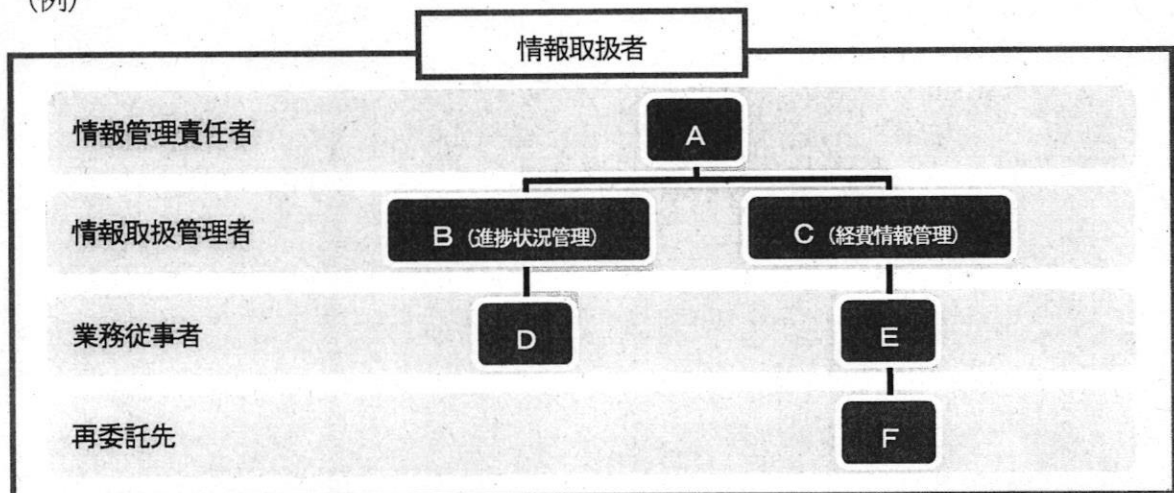 （例）
情報取扱者
情報管理責任者
A
情報取扱管理者
B（進捗状況管理）
C（経費情報管理）
業務従事者
D
E
再委託先
F